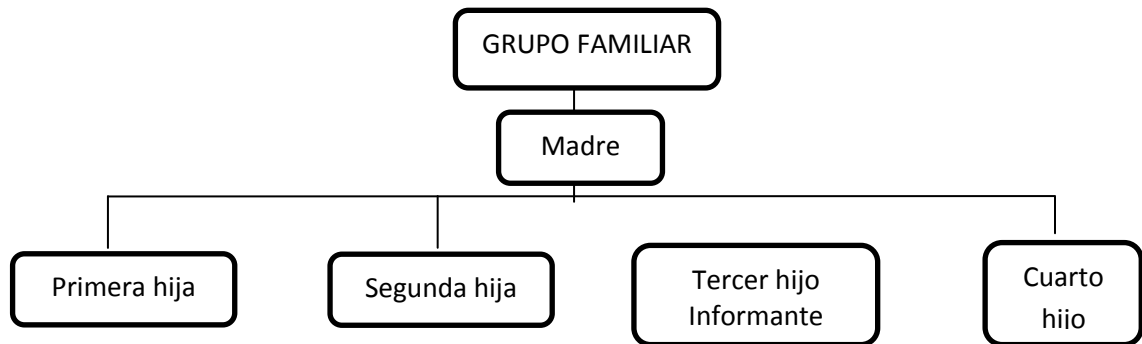 GRUPO FAMILIAR
Madre
Primera hija
Segunda hija
Tercer hijo
Informante
Cuarto
hijo